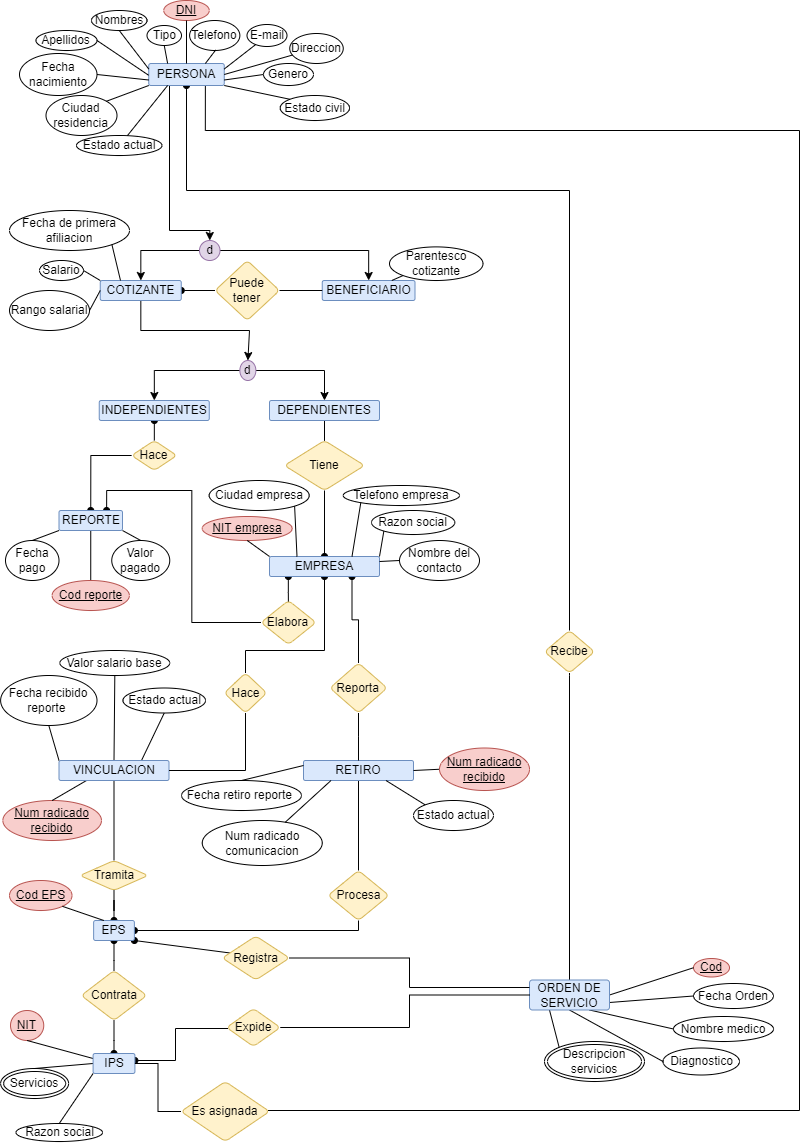 DNI
Nombres
Tipo
Telefono
E-mail
Apellidos
Direccion
Fecha
nacimiento
PERSONA
Genero
Ciudad
residencia
Estado civil
Estado actual
Fecha de primera
afiliacion
d
Parentesco
cotizante
Salario
Puede
tener
COTIZANTE
BENEFICIARIO
Rango salarial
d
INDEPENDIENTES
DEPENDIENTES
Hace
Tiene
Ciudad empresa
Telefono empresa
REPORTE
NIT empresa
Razon social
Fecha
pago
Valor
pagado
EMPRESA
Nombre del
contacto
Cod reporte
Elabora
Recibe
Valor salario base
Fecha recibido
reporte
Estado actual
Hace
Reporta
VINCULACION
RETIRO
Num radicado
recibido
Fecha retiro reporte
Num radicado
recibido
Estado actual
Num radicado
comunicacion
Tramita
Cod EPS
Procesa
EPS
Registra
Cod
Contrata
ORDEN DE
SERVICIO
Fecha Orden
NIT
Expide
Nombre medico
IPS
Descripcion
servicios
Diagnostico
Servicios
Es asignada
Razon social